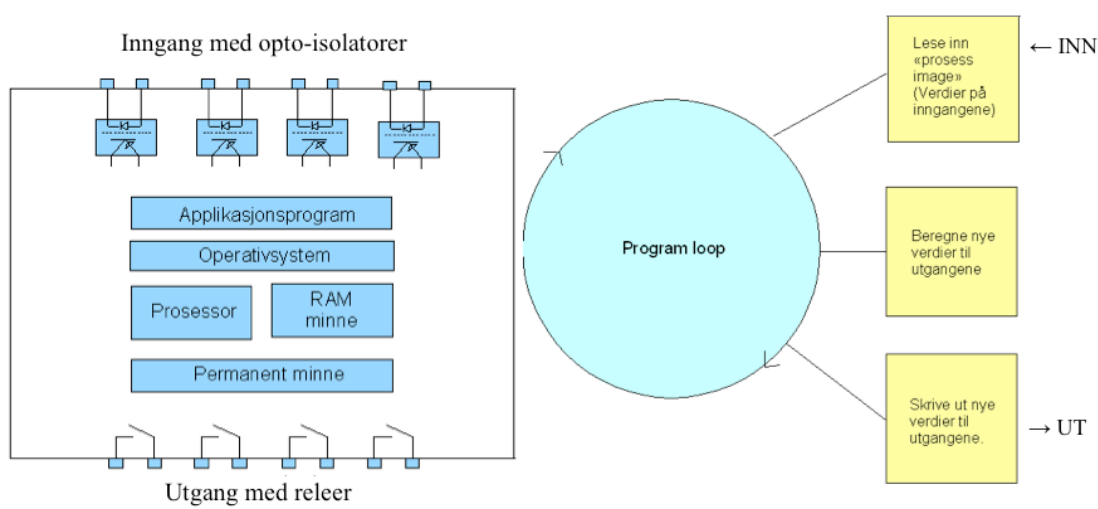 Inngang med opto-isolatorer
Applikasjonsprogram
Operativsystem
Prosessor
RAM
minne
Permanent minne
Utgang med releer
Program loop
Lese inn
«prosess
image»
(Verdier på
inngangene)
← INN
Beregne nye
verdier til
utgangene
Skrive ut nye
verdier til
utgangene.
→ UT